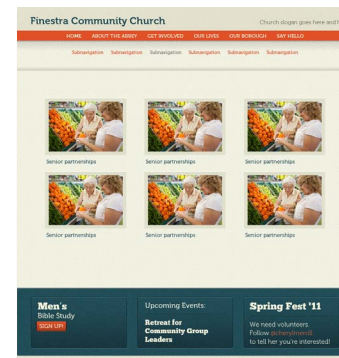 Finestra Community Church
Church slogan goes here and
HOME ABOUT THE ABBEY GET INVOLVED OUR LIVES OUR BOROUGH SAY HELLO
Subnavigation Subnavigation Subnavigation Subnavigation Subnavigation Subnavigation
Senior partnerships Senior partnerships Senior partnerships
Senior partnerships Senior partnerships Senior partnerships
Men's
Bible Study
SIGN UP!
Upcoming Events:
Retreat for
Community Group
Leaders
Spring Fest '11
We need volunteers
Follow
to tell her you're interested!